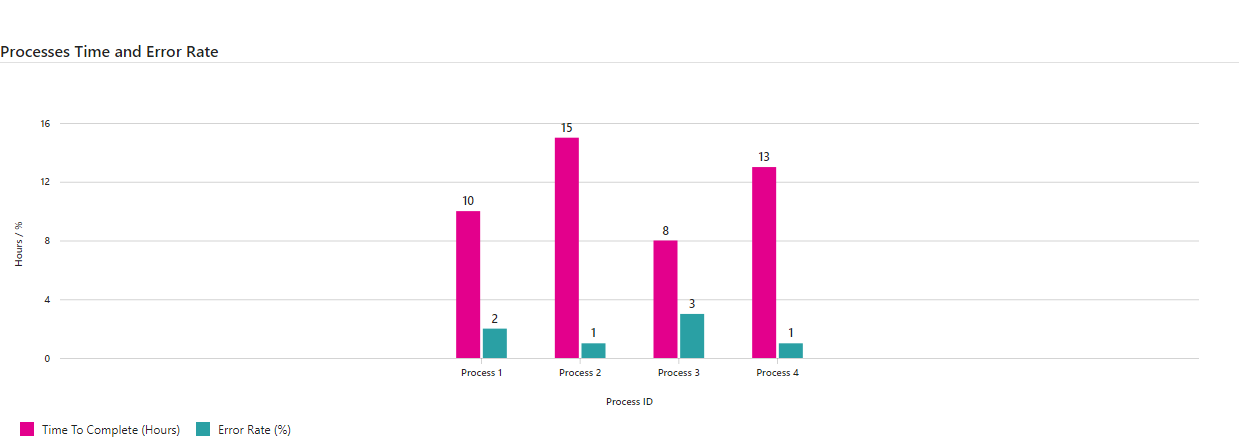 Processes Time and Error Rate
16
12
8
4
0
Hours / %
10
2
15
1
8
3
13
1
Process 1
Process 2
Process 3
Process 4
Process ID
Time To Complete (Hours)
Error Rate (%)